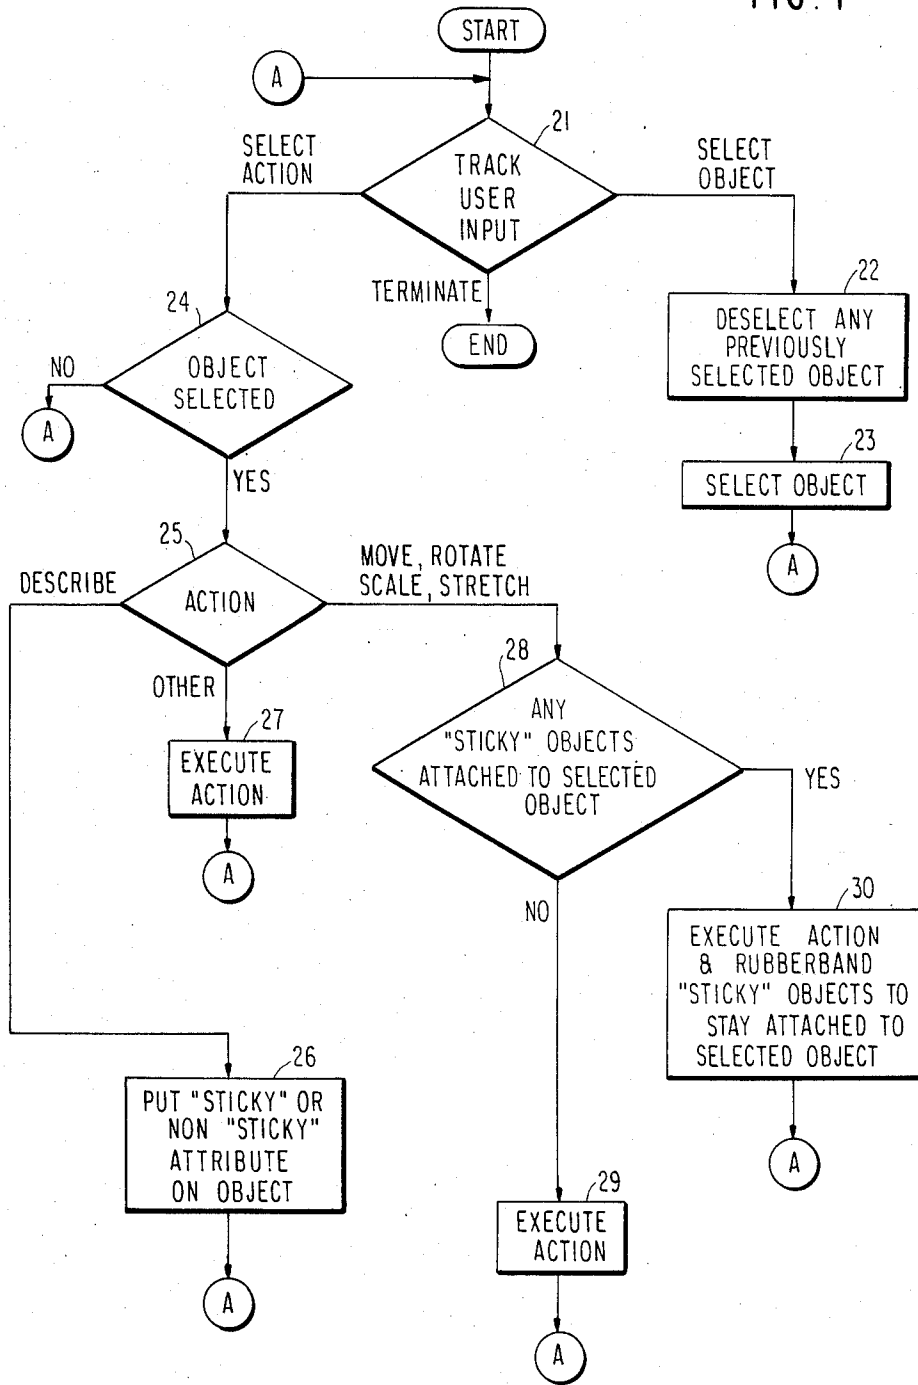 START
A
21
SELECT
ACTION
TRACK
USER
INPUT
SELECT
OBJECT
TERMINATE
END
22
DESELECT ANY
PREVIOUSLY
SELECTED OBJECT
24
OBJECT
SELECTED
NO
A
YES
23
SELECT OBJECT
A
25
DESCRIBE
ACTION
MOVE, ROTATE
SCALE, STRETCH
OTHER
27
EXECUTE
ACTION
A
28
ANY
"STICKY" OBJECTS
ATTACHED TO SELECTED
OBJECT
YES
NO
30
EXECUTE ACTION
& RUBBERBAND
"STICKY" OBJECTS TO
STAY ATTACHED TO
SELECTED OBJECT
A
26
PUT "STICKY" OR
NON "STICKY"
ATTRIBUTE
ON OBJECT
A
29
EXECUTE
ACTION
A